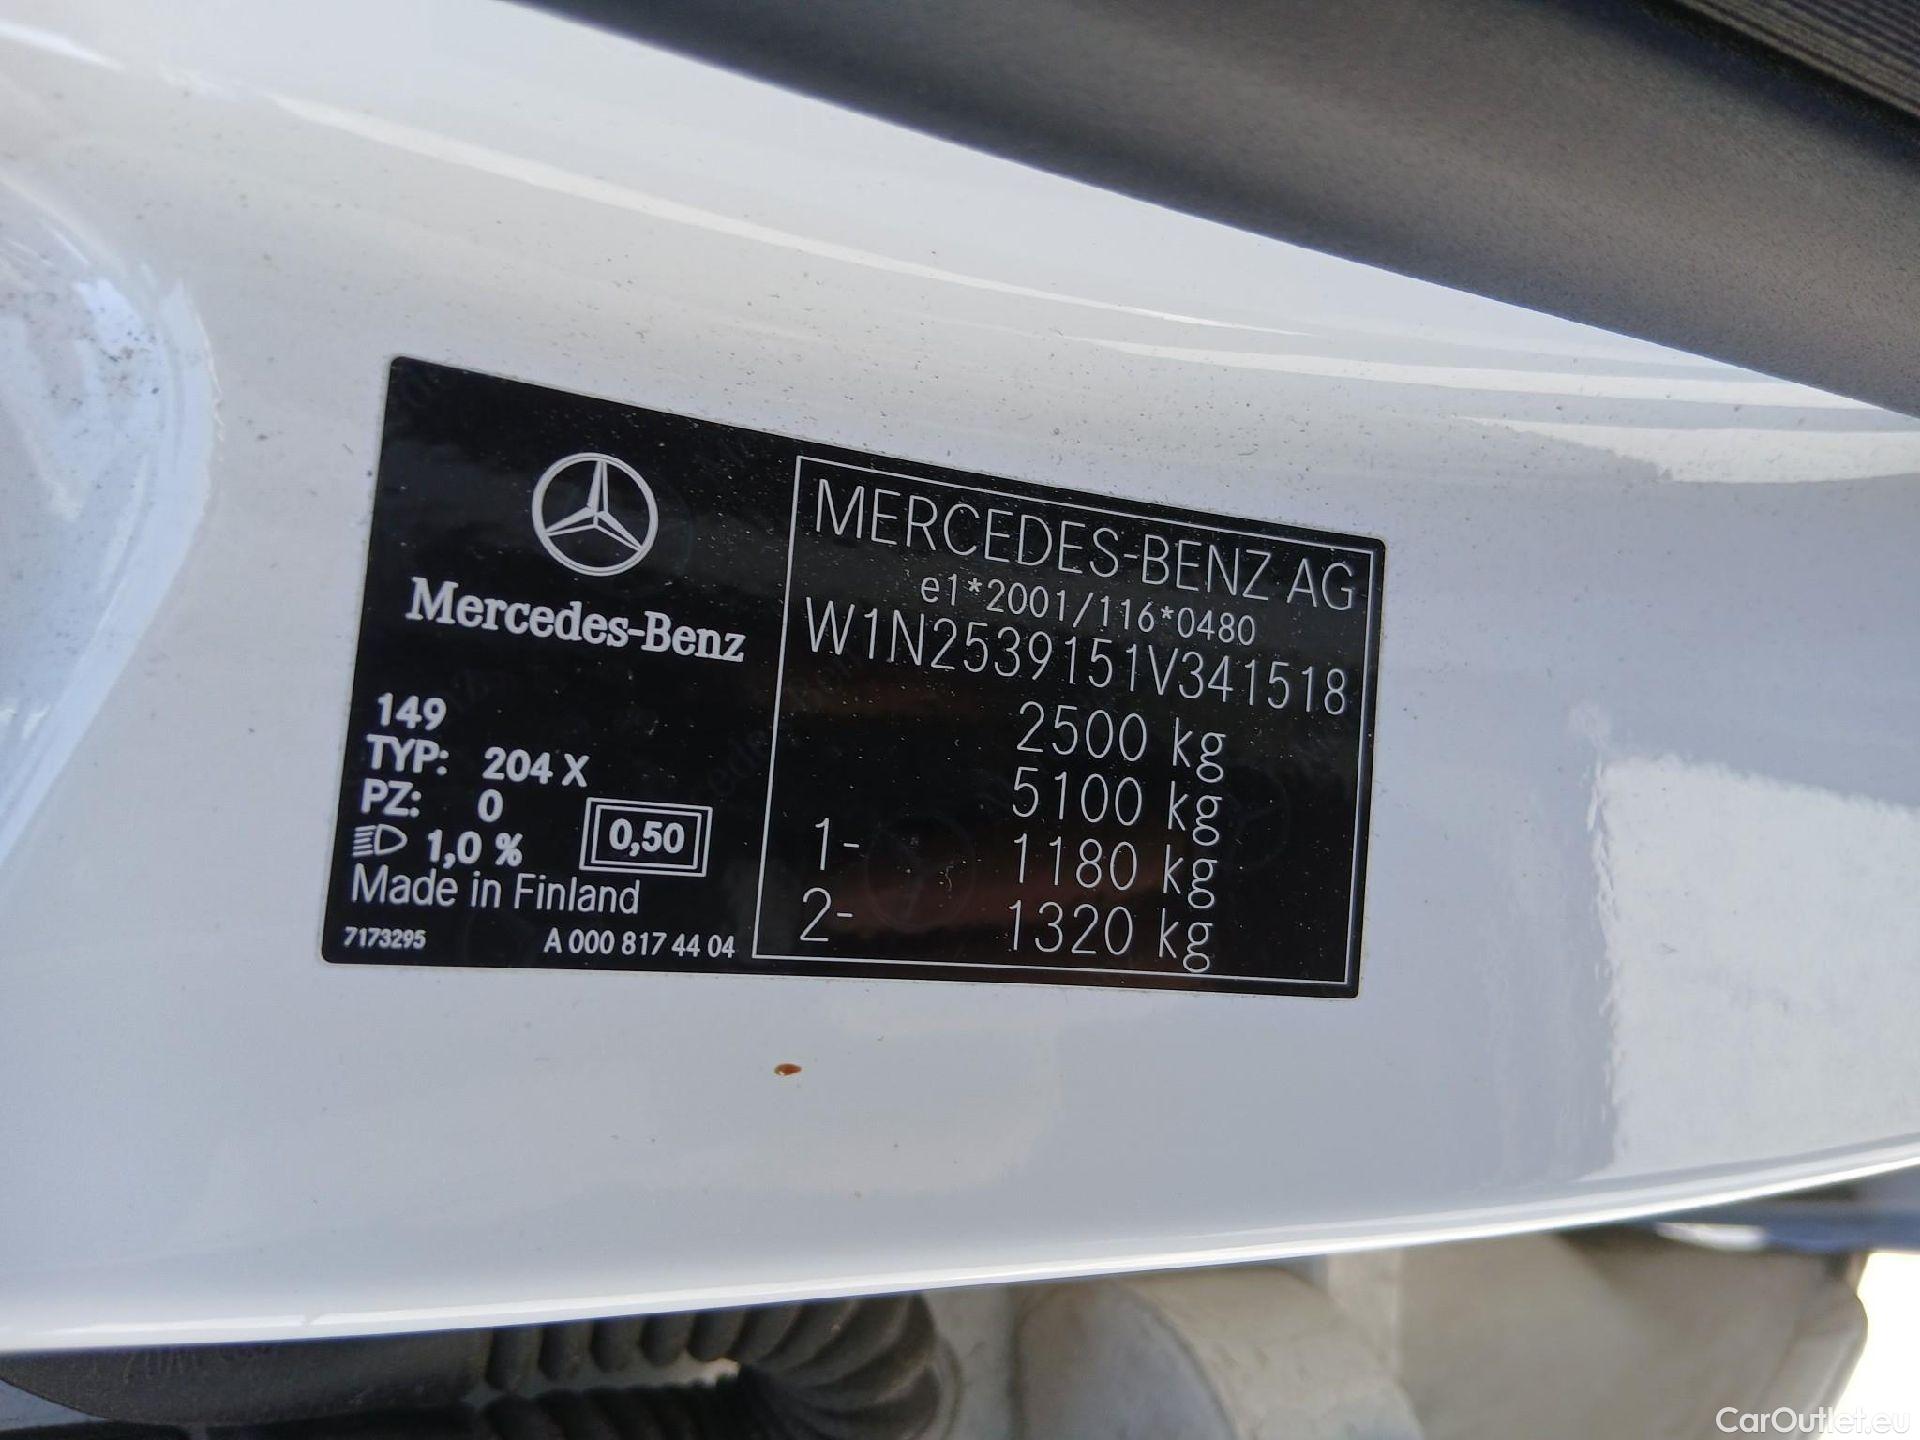 Mercedes-Benz
149
TYP: 204 X
PZ: 0
1,0 %
0,50
Made in Finland
7173295 A 000 817 44 04
MERCEDES-BENZ AG
e1*2001/116*0480
W1N2539151V341518
2500 kg
5100 kg
1- 1180 kg
2- 1320 kg
CarOutlet.eu